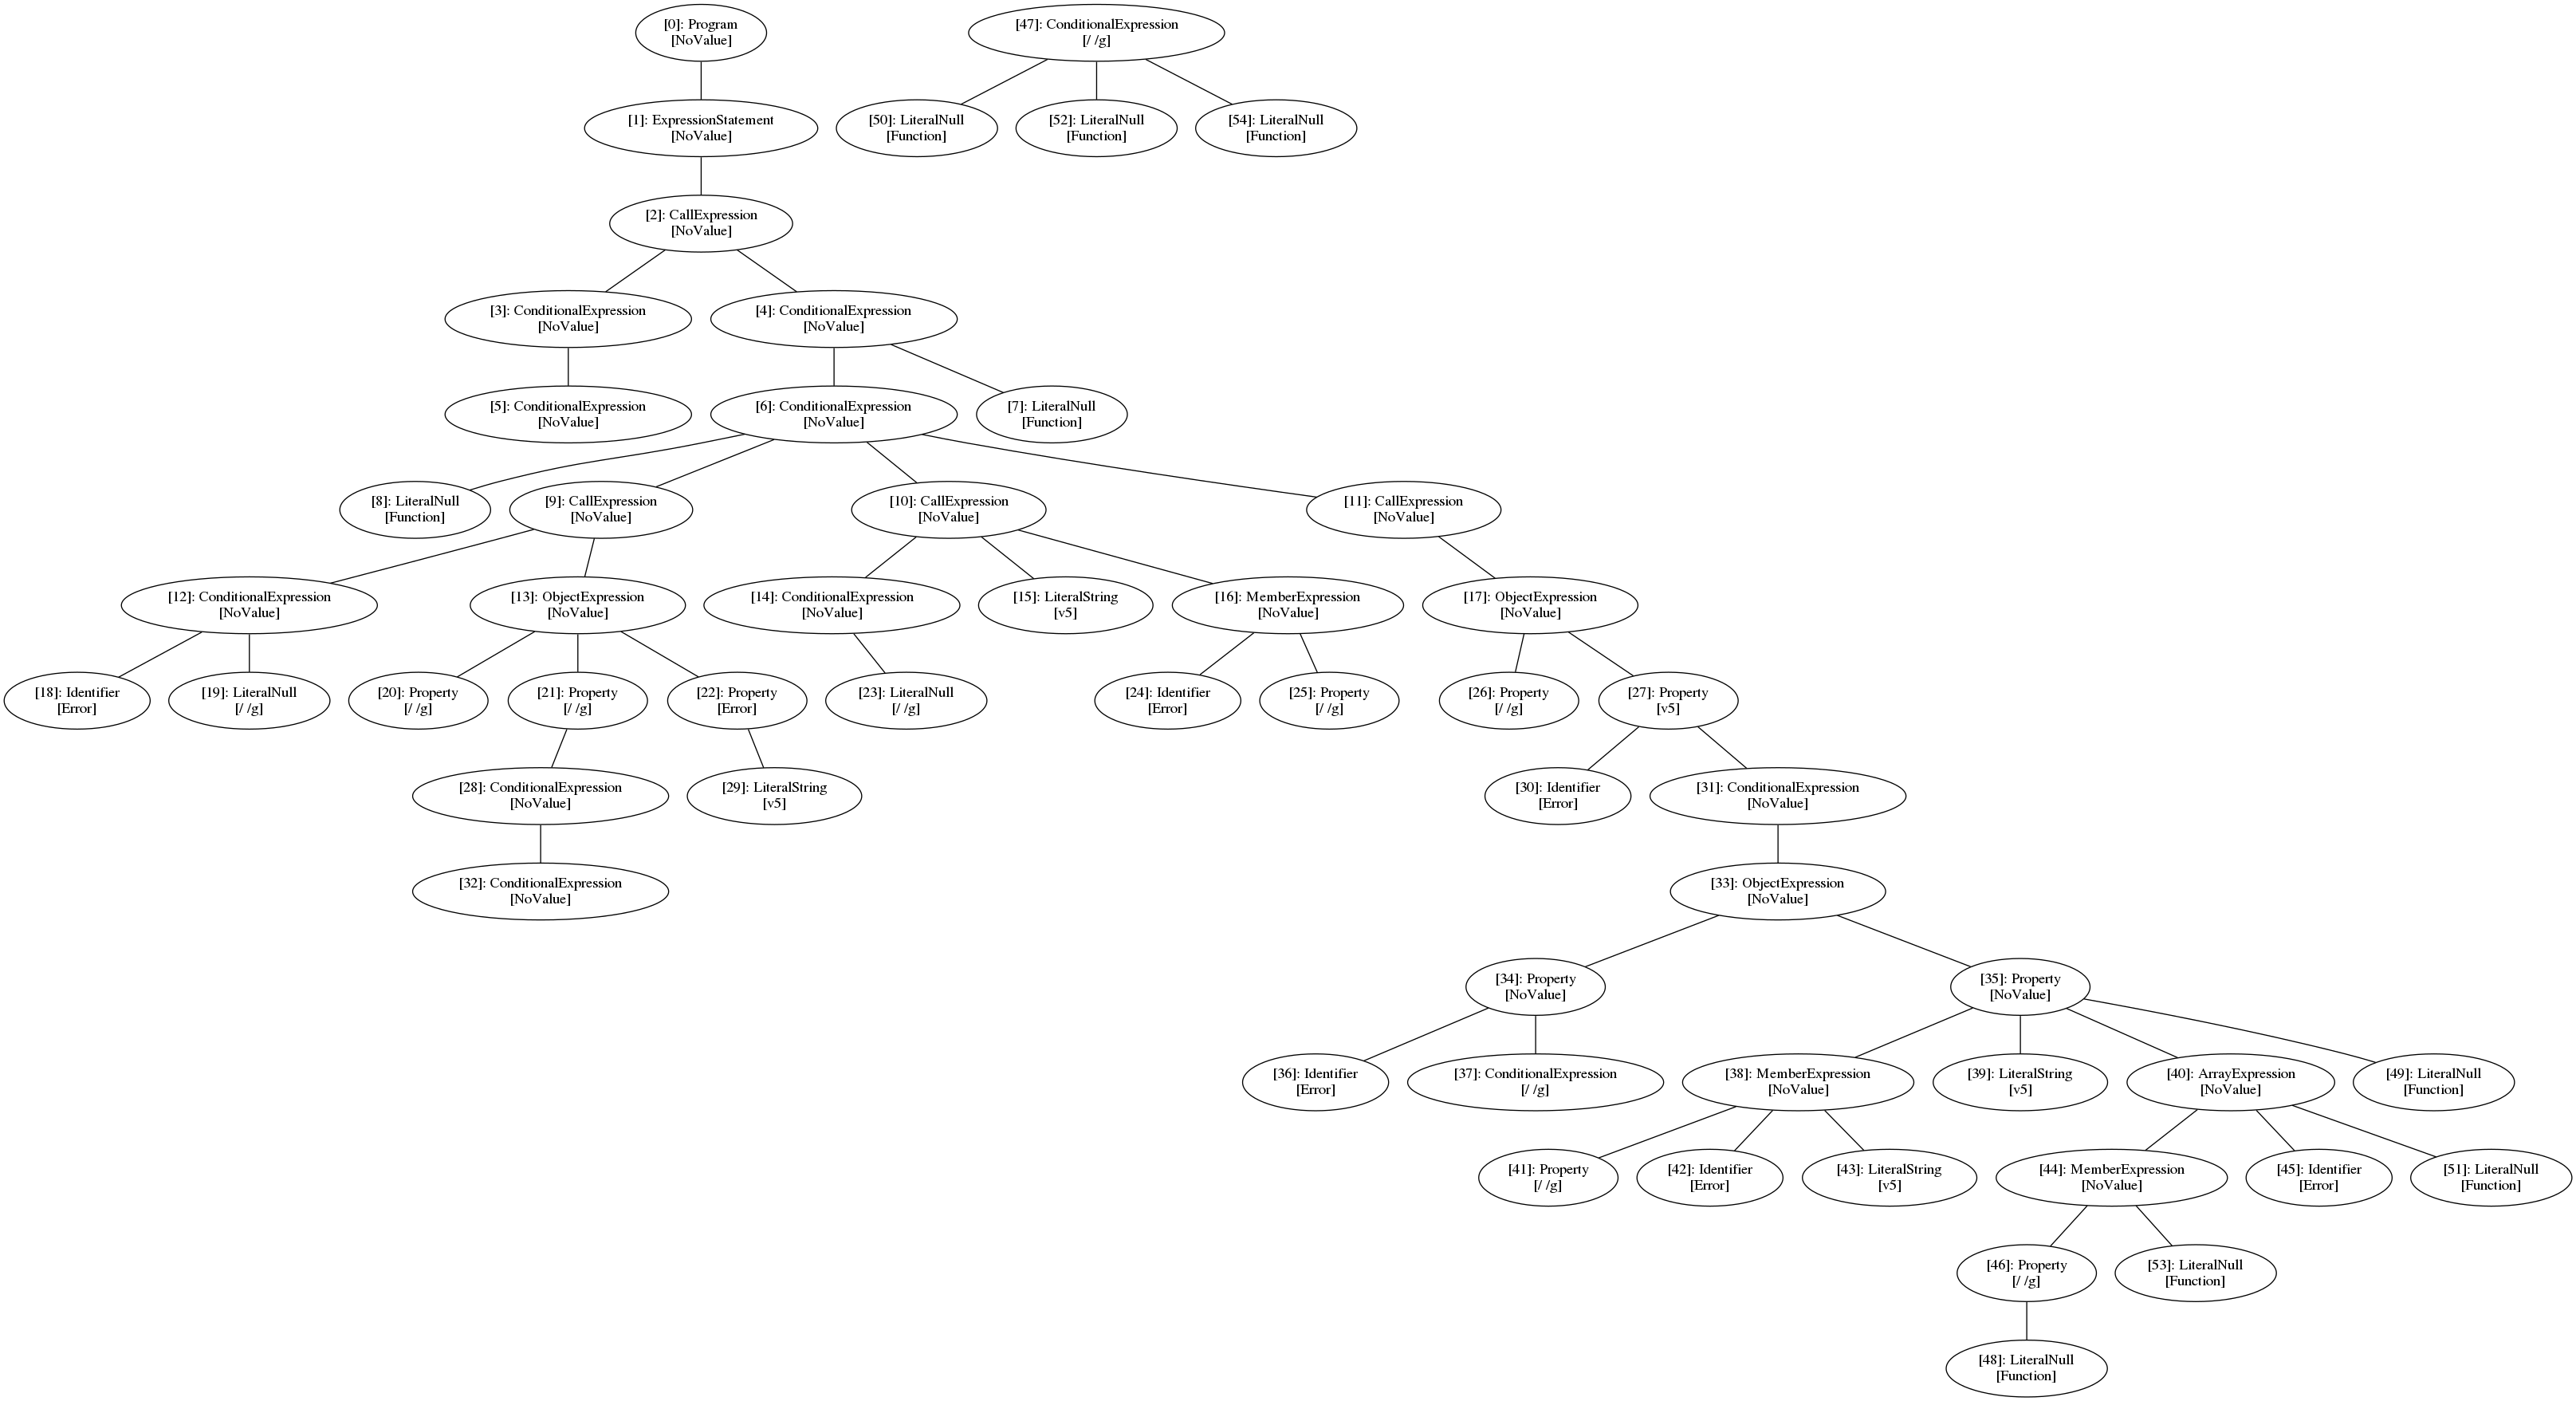 [0]: Program
[NoValue]
[47]: ConditionalExpression
[/ /g]
[1]: ExpressionStatement
[NoValue]
[50]: LiteralNull
[Function]
[52]: LiteralNull
[Function]
[54]: LiteralNull
[Function]
[2]: CallExpression
[NoValue]
[3]: ConditionalExpression
[NoValue]
[4]: ConditionalExpression
[NoValue]
[5]: ConditionalExpression
[NoValue]
[6]: ConditionalExpression
[NoValue]
[7]: LiteralNull
[Function]
[8]: LiteralNull
[Function]
[9]: CallExpression
[NoValue]
[10]: CallExpression
[NoValue]
[11]: CallExpression
[NoValue]
[12]: ConditionalExpression
[NoValue]
[13]: ObjectExpression
[NoValue]
[14]: ConditionalExpression
[NoValue]
[15]: LiteralString
[v5]
[16]: MemberExpression
[NoValue]
[17]: ObjectExpression
[NoValue]
[18]: Identifier
[Error]
[19]: LiteralNull
[/ /g]
[20]: Property
[/ /g]
[21]: Property
[/ /g]
[22]: Property
[Error]
[23]: LiteralNull
[/ /g]
[24]: Identifier
[Error]
[25]: Property
[/ /g]
[26]: Property
[/ /g]
[27]: Property
[v5]
[28]: ConditionalExpression
[NoValue]
[29]: LiteralString
[v5]
[30]: Identifier
[Error]
[31]: ConditionalExpression
[NoValue]
[32]: ConditionalExpression
[NoValue]
[33]: ObjectExpression
[NoValue]
[34]: Property
[NoValue]
[35]: Property
[NoValue]
[36]: Identifier
[Error]
[37]: ConditionalExpression
[/ /g]
[38]: MemberExpression
[NoValue]
[39]: LiteralString
[v5]
[40]: ArrayExpression
[NoValue]
[49]: LiteralNull
[Function]
[41]: Property
[/ /g]
[42]: Identifier
[Error]
[43]: LiteralString
[v5]
[44]: MemberExpression
[NoValue]
[45]: Identifier
[Error]
[51]: LiteralNull
[Function]
[46]: Property
[/ /g]
[53]: LiteralNull
[Function]
[48]: LiteralNull
[Function]